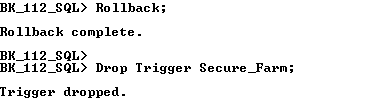 BK_112_SQL> Rollback;
Rollback complete.
BK_112_SQL>
BK_112_SQL> Drop Trigger Secure_Farm;
Trigger dropped.